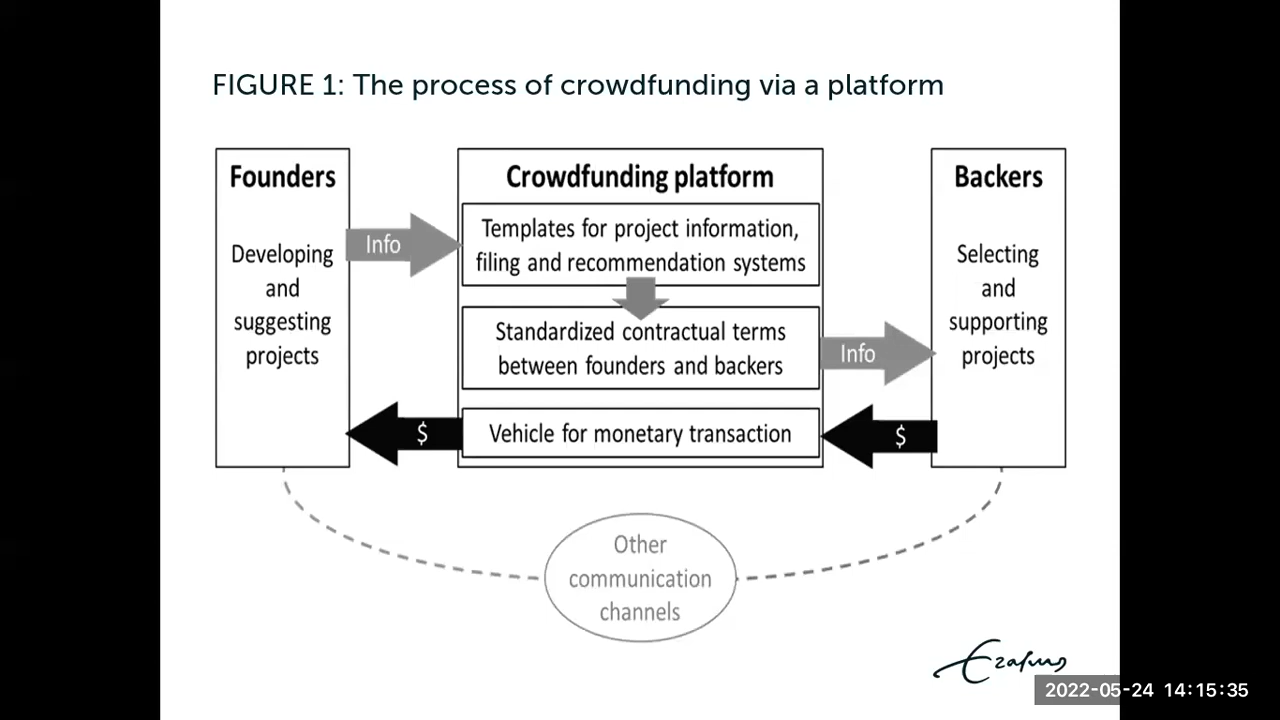 FIGURE 1: The process of crowdfunding via a platform
Founders
Developing
and
suggesting
projects
Info
Crowdfunding platform
Templates for project information,
filing and recommendation systems
Standardized contractual terms
between founders and backers
Vehicle for monetary transaction
Info
$
$
Backers
Selecting
and
supporting
projects
Other
communication
channels
Erasmus
2022-05-24 14:15:35